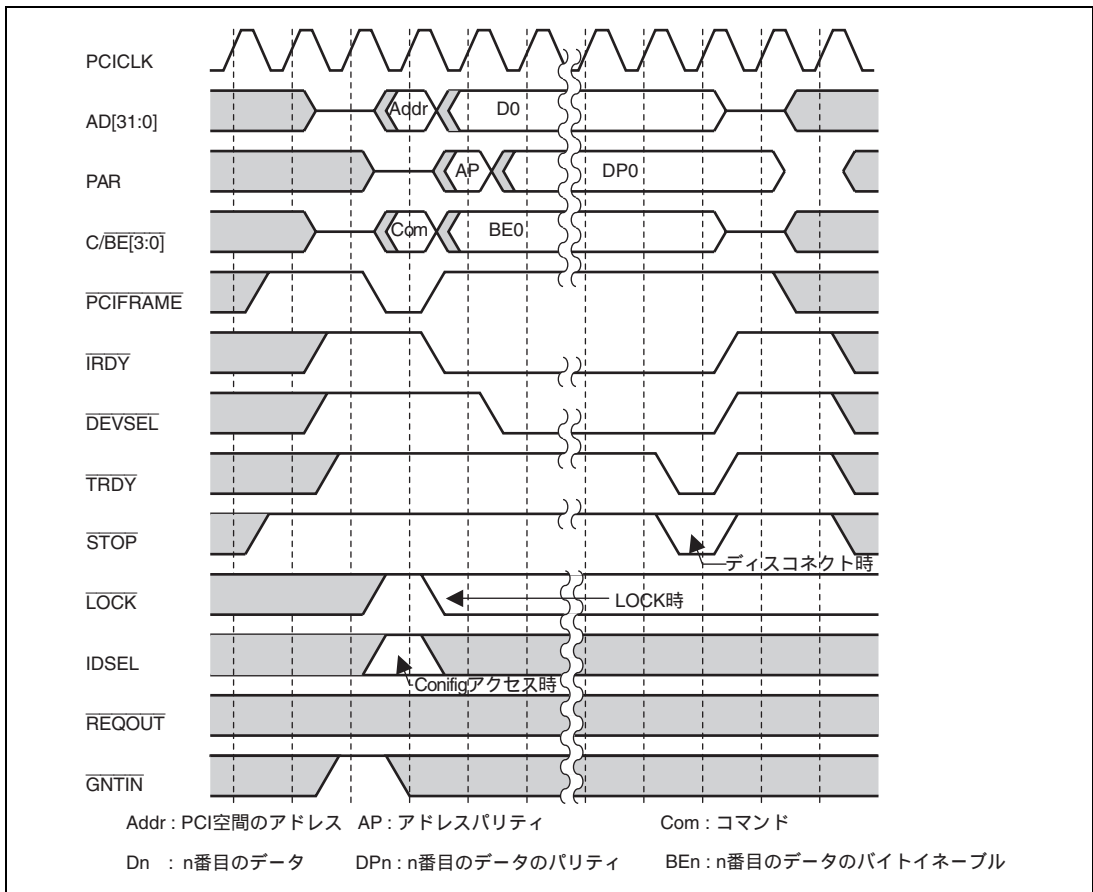 PCICLK
AD[31:0] Addr D0
PAR AP DP0
C/BE[3:0] Com BE0
PCIFRAME
IRDY
DEVSEL
TRDY
STOP
ディスコネクト時
LOCK LOCK時
IDSEL
Conifigアクセス時
REQOUT
GNTIN
Addr : PCI空間のアドレス AP : アドレスパリティ Com : コマンド
Dn : n番目のデータ DPn : n番目のデータのパリティ BEn : n番目のデータのバイトイネーブル